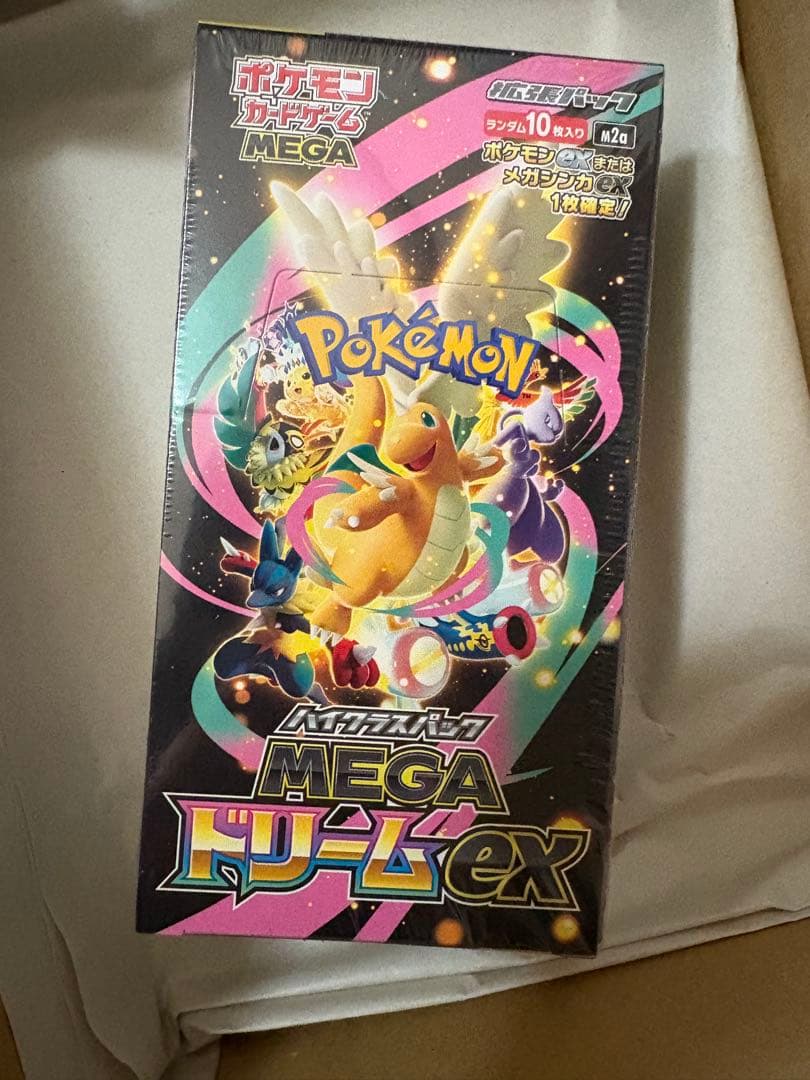 ポケモン
カードゲーム™
MEGA
拡張パック
ランダム10枚入り
M2a
ポケモンexまたは
メガシンカex
1枚確定！
POKéMON
™
ハイクラスパック
MEGA
ドリームex